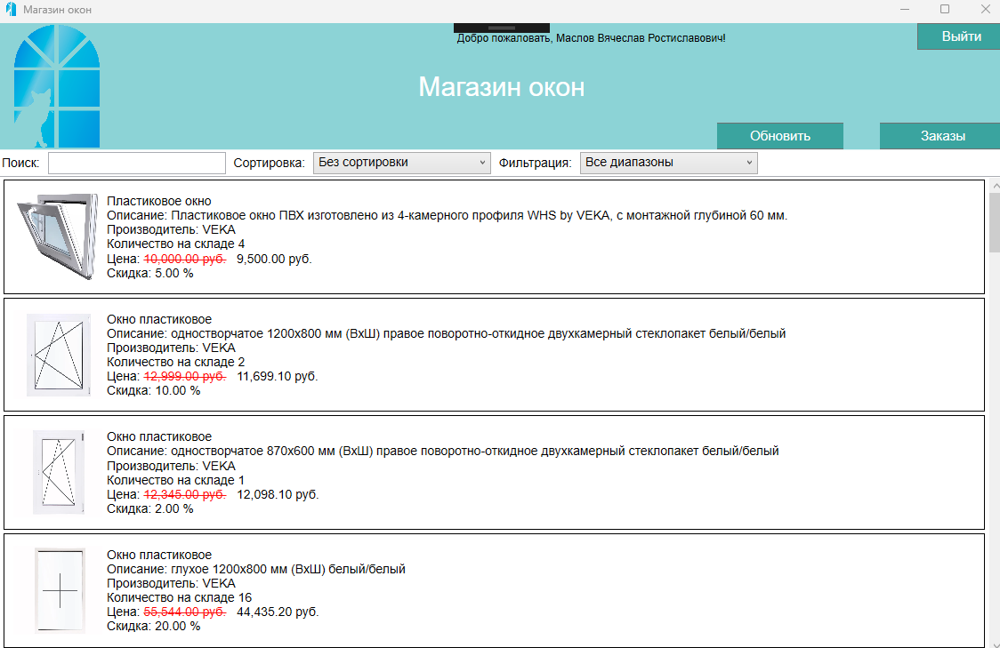 Магазин окон
Добро пожаловать, Маслов Вячеслав Ростиславович!
Выйти
Магазин окон
Обновить
Заказы
Поиск:
Сортировка:
Без сортировки
Фильтрация:
Все диапазоны
Пластиковое окно
Описание: Пластиковое окно ПВХ изготовлено из 4-камерного профиля WHS by VEKA, с монтажной глубиной 60 мм.
Производитель: VEKA
Количество на складе 4
Цена: 10,000.00 руб. 9,500.00 руб.
Скидка: 5.00 %
Окно пластиковое
Описание: одностворчатое 1200х800 мм (ВхШ) правое поворотно-откидное двухкамерный стеклопакет белый/белый
Производитель: VEKA
Количество на складе 2
Цена: 12,999.00 руб. 11,699.10 руб.
Скидка: 10.00 %
Окно пластиковое
Описание: одностворчатое 870х600 мм (ВхШ) правое поворотно-откидное двухкамерный стеклопакет белый/белый
Производитель: VEKA
Количество на складе 1
Цена: 12,345.00 руб. 12,098.10 руб.
Скидка: 2.00 %
Окно пластиковое
Описание: глухое 1200х800 мм (ВхШ) белый/белый
Производитель: VEKA
Количество на складе 16
Цена: 55,544.00 руб. 44,435.20 руб.
Скидка: 20.00 %